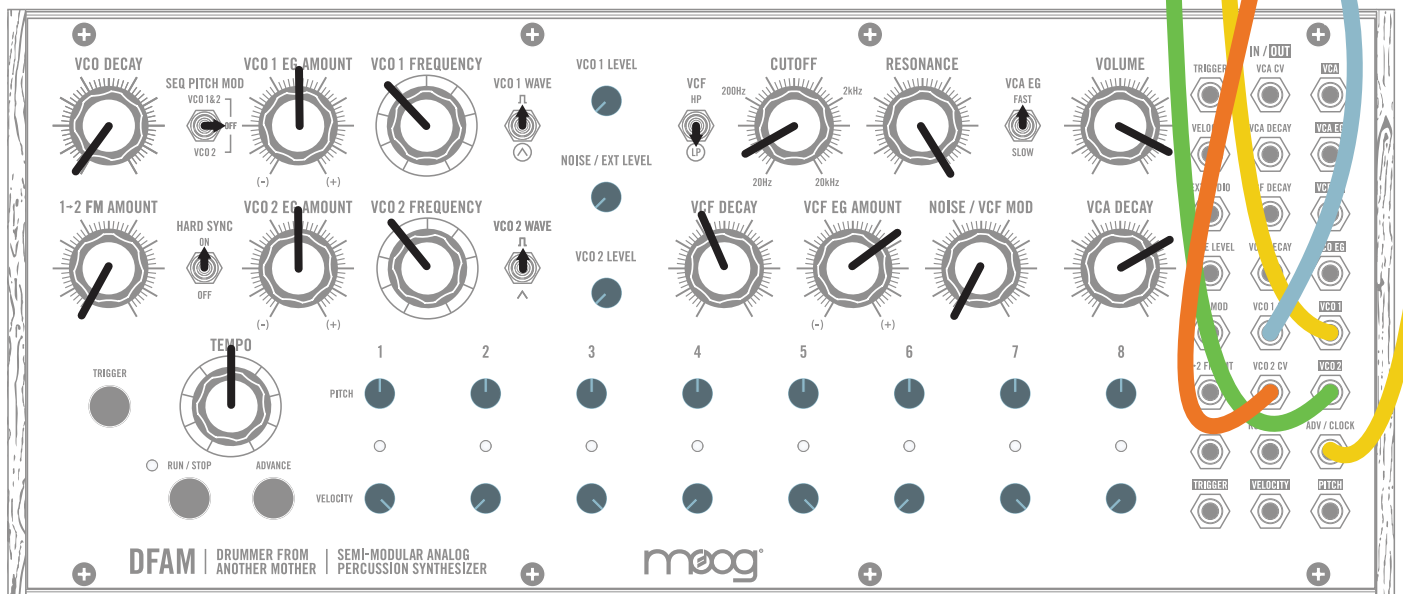 IN / OUT
VCO DECAY
SEQ PITCH MOD
VCO 1&2
OFF
VCO 2
VCO 1 EG AMOUNT
(-) (+)
VCO 1 FREQUENCY
VCO 1 WAVE
VCO 1 LEVEL
NOISE / EXT LEVEL
VCO 2 LEVEL
VCF
HP
LP
CUTOFF
200Hz 2kHz
20Hz 20kHz
RESONANCE
VCA EG
FAST
SLOW
VOLUME
TRIGGER VCA CV VCA
VCA DECAY VCA EG
1→2 FM AMOUNT
HARD SYNC
ON
OFF
VCO 2 EG AMOUNT
(-) (+)
VCO 2 FREQUENCY
VCO 2 WAVE
VCF DECAY
VCF EG AMOUNT
(-) (+)
NOISE / VCF MOD
VCA DECAY
DECAY
LEVEL
MOD VCO 1 VCO 1
VCO 2 CV VCO 2
ADV / CLOCK
TRIGGER VELOCITY PITCH
TEMPO
TRIGGER
RUN / STOP
ADVANCE
1 2 3 4 5 6 7 8
PITCH
VELOCITY
DFAM
DRUMMER FROM
ANOTHER MOTHER
SEMI-MODULAR ANALOG
PERCUSSION SYNTHESIZER
moog